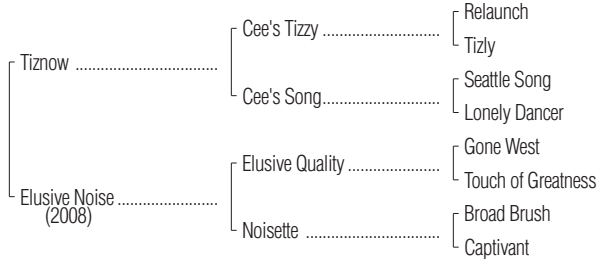 Relaunch
Cee's Tizzy ..............................
Tizly
Tiznow ....................................
Seattle Song
Cee's Song..............................
Lonely Dancer
Gone West
Elusive Quality .......................
Touch of Greatness
Elusive Noise .........................
(2008)
Broad Brush
Noisette .................................
Captivant